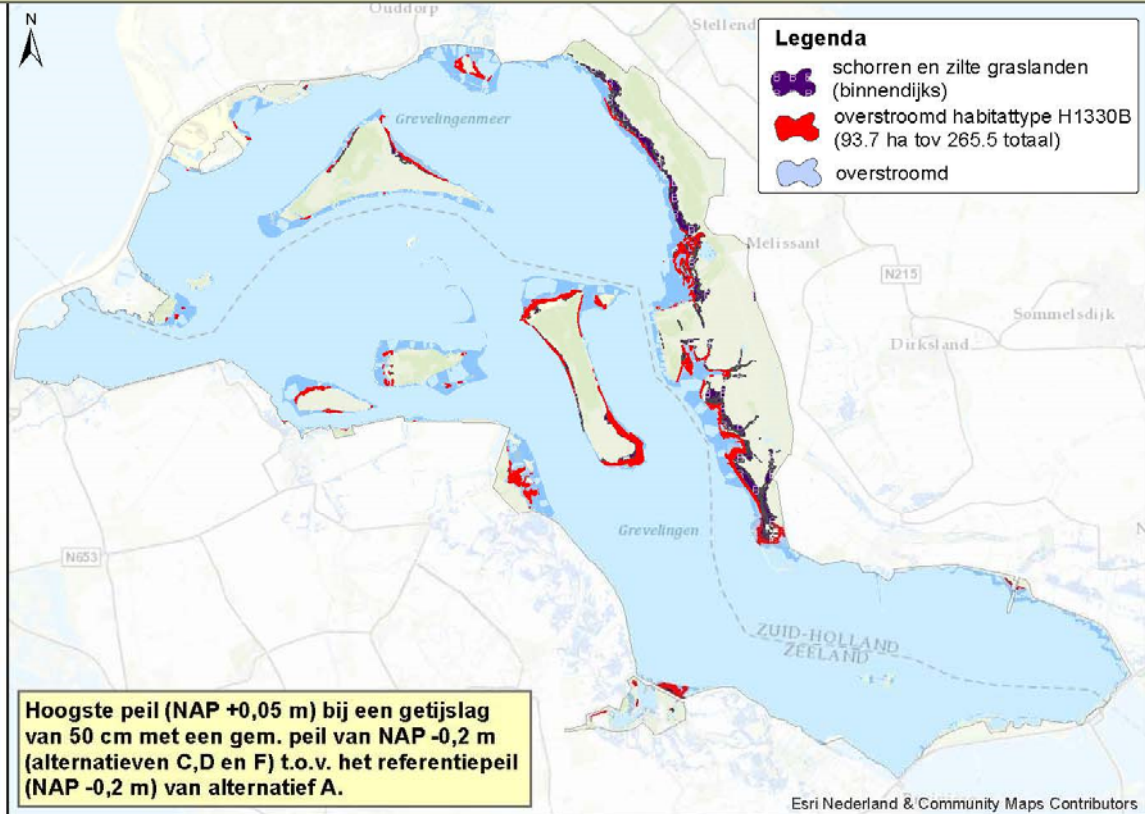 Ouddorp
Stellend
N
Legenda
schorren en zilte graslanden
(binnendijks)
overstroomd habitattype H1330B
(93.7 ha tov 265.5 totaal)
overstroomd
Grevelingenmeer
Melissant
N215
Sommelsdijk
Dirksland
Grevelingen
N653
ZUID-HOLLAND
ZEELAND
Hoogste peil (NAP +0,05 m) bij een getijslag
van 50 cm met een gem. peil van NAP -0,2 m
(alternatieven C,D en F) t.o.v. het referentiepeil
(NAP -0,2 m) van alternatief A.
Esri Nederland & Community Maps Contributors